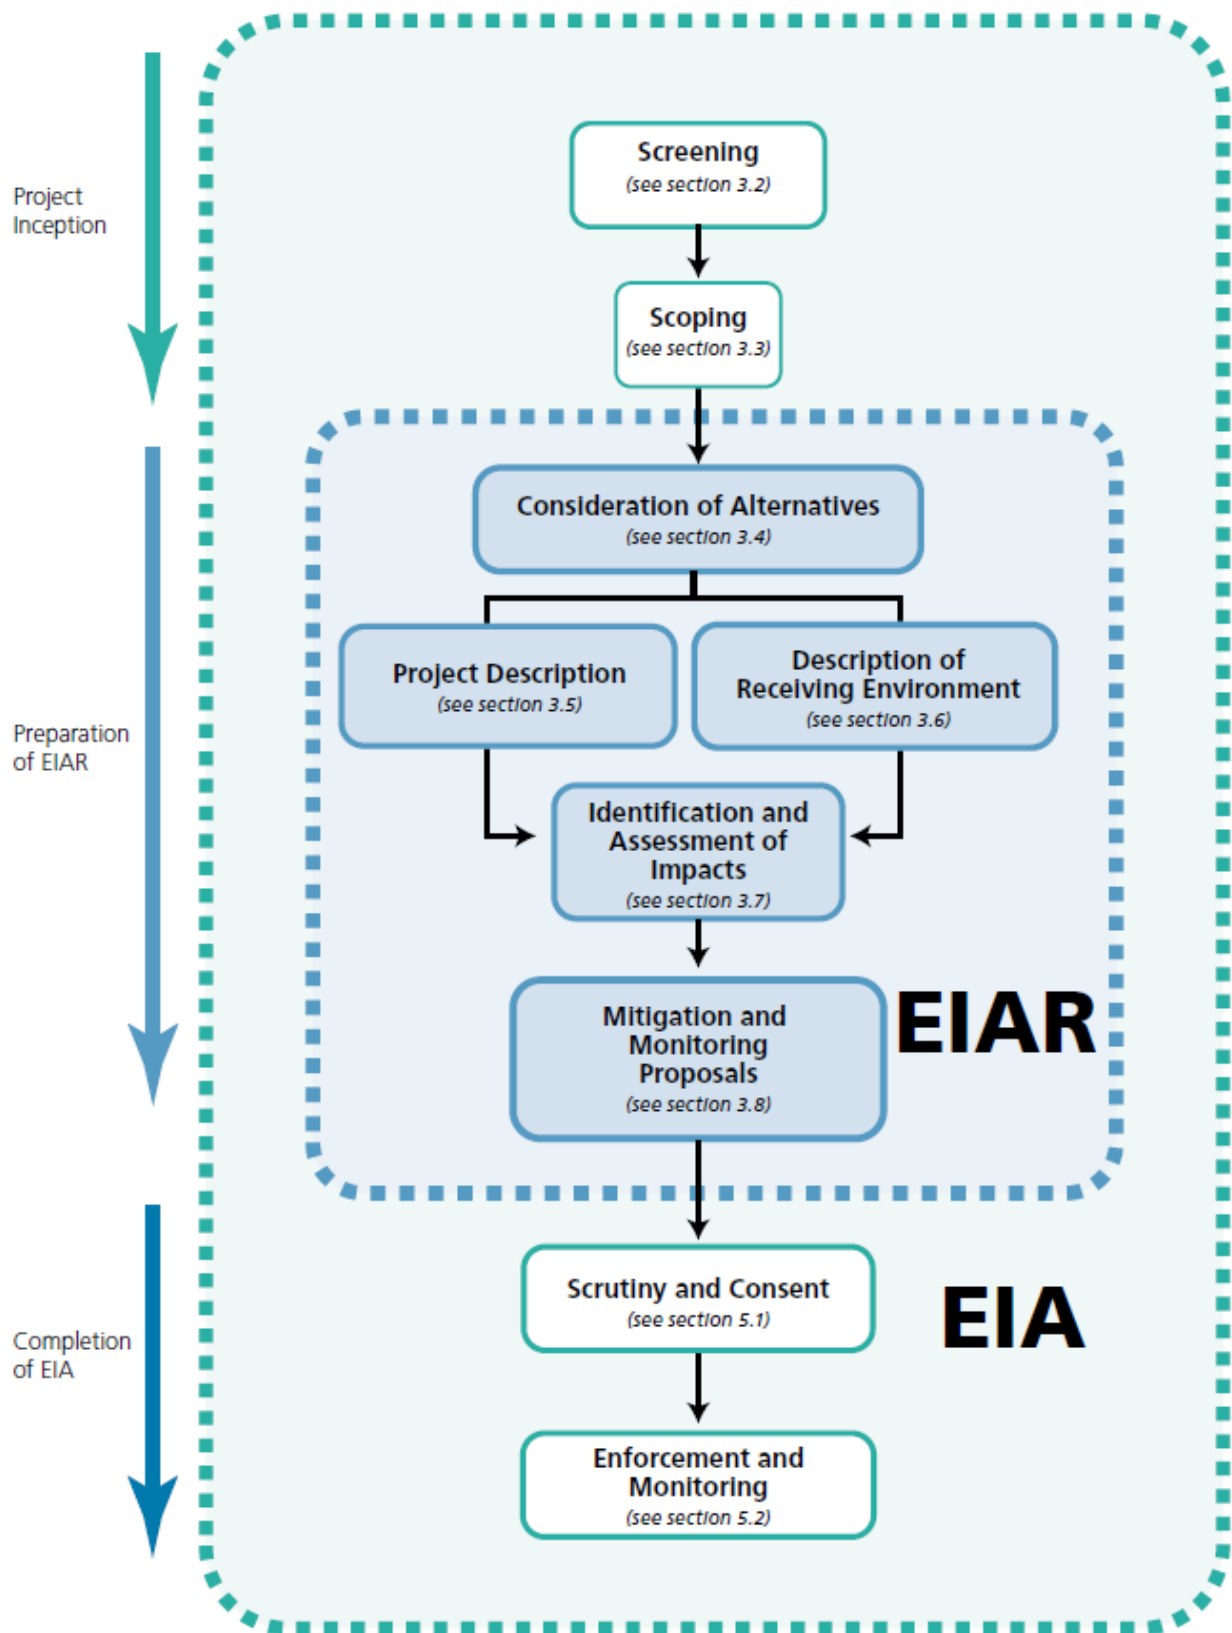 Screening
(see section 3.2)
Project
Inception
Scoping
(see section 3.3)
Consideration of Alternatives
(see section 3.4)
Project Description
(see section 3.5)
Description of
Receiving Environment
(see section 3.6)
Preparation
of EIAR
Identification and
Assessment of
Impacts
(see section 3.7)
Mitigation and
Monitoring
Proposals
(see section 3.8)
EIAR
Scrutiny and Consent
(see section 5.1)
EIA
Completion
of EIA
Enforcement and
Monitoring
(see section 5.2)